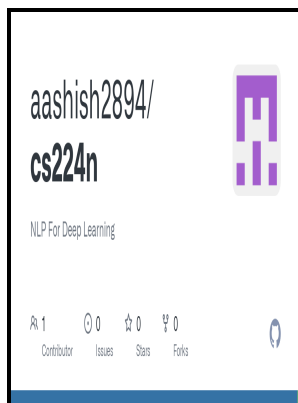 aashish2894/
cs224n
NLP For Deep Learning
1 0 0 0
Contributor Issues Stars Forks